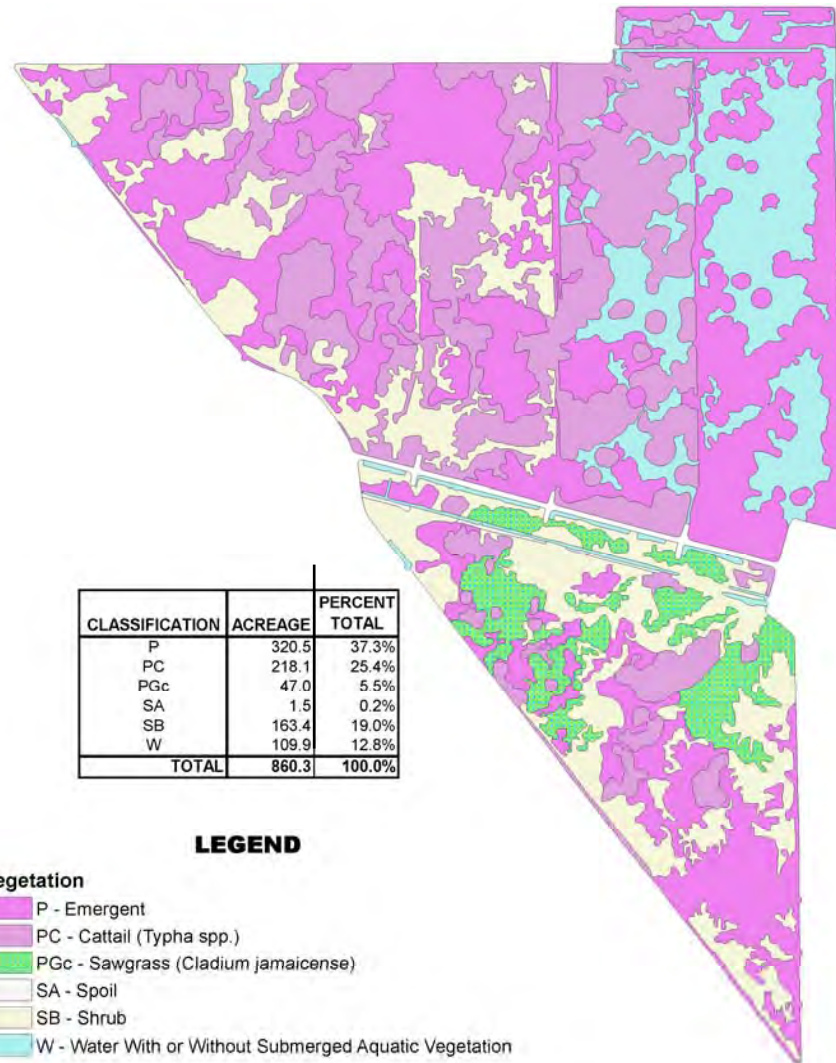 CLASSIFICATION ACREAGE PERCENT TOTAL
P 320.5 37.3%
PC 218.1 25.4%
PGc 47.0 5.5%
SA 1.5 0.2%
SB 163.4 19.0%
W 109.9 12.8%
TOTAL 860.3 100.0%
LEGEND
egetation
P - Emergent
PC - Cattail (Typha spp.)
PGc - Sawgrass (Cladium jamaicense)
SA - Spoil
SB - Shrub
W - Water With or Without Submerged Aquatic Vegetation